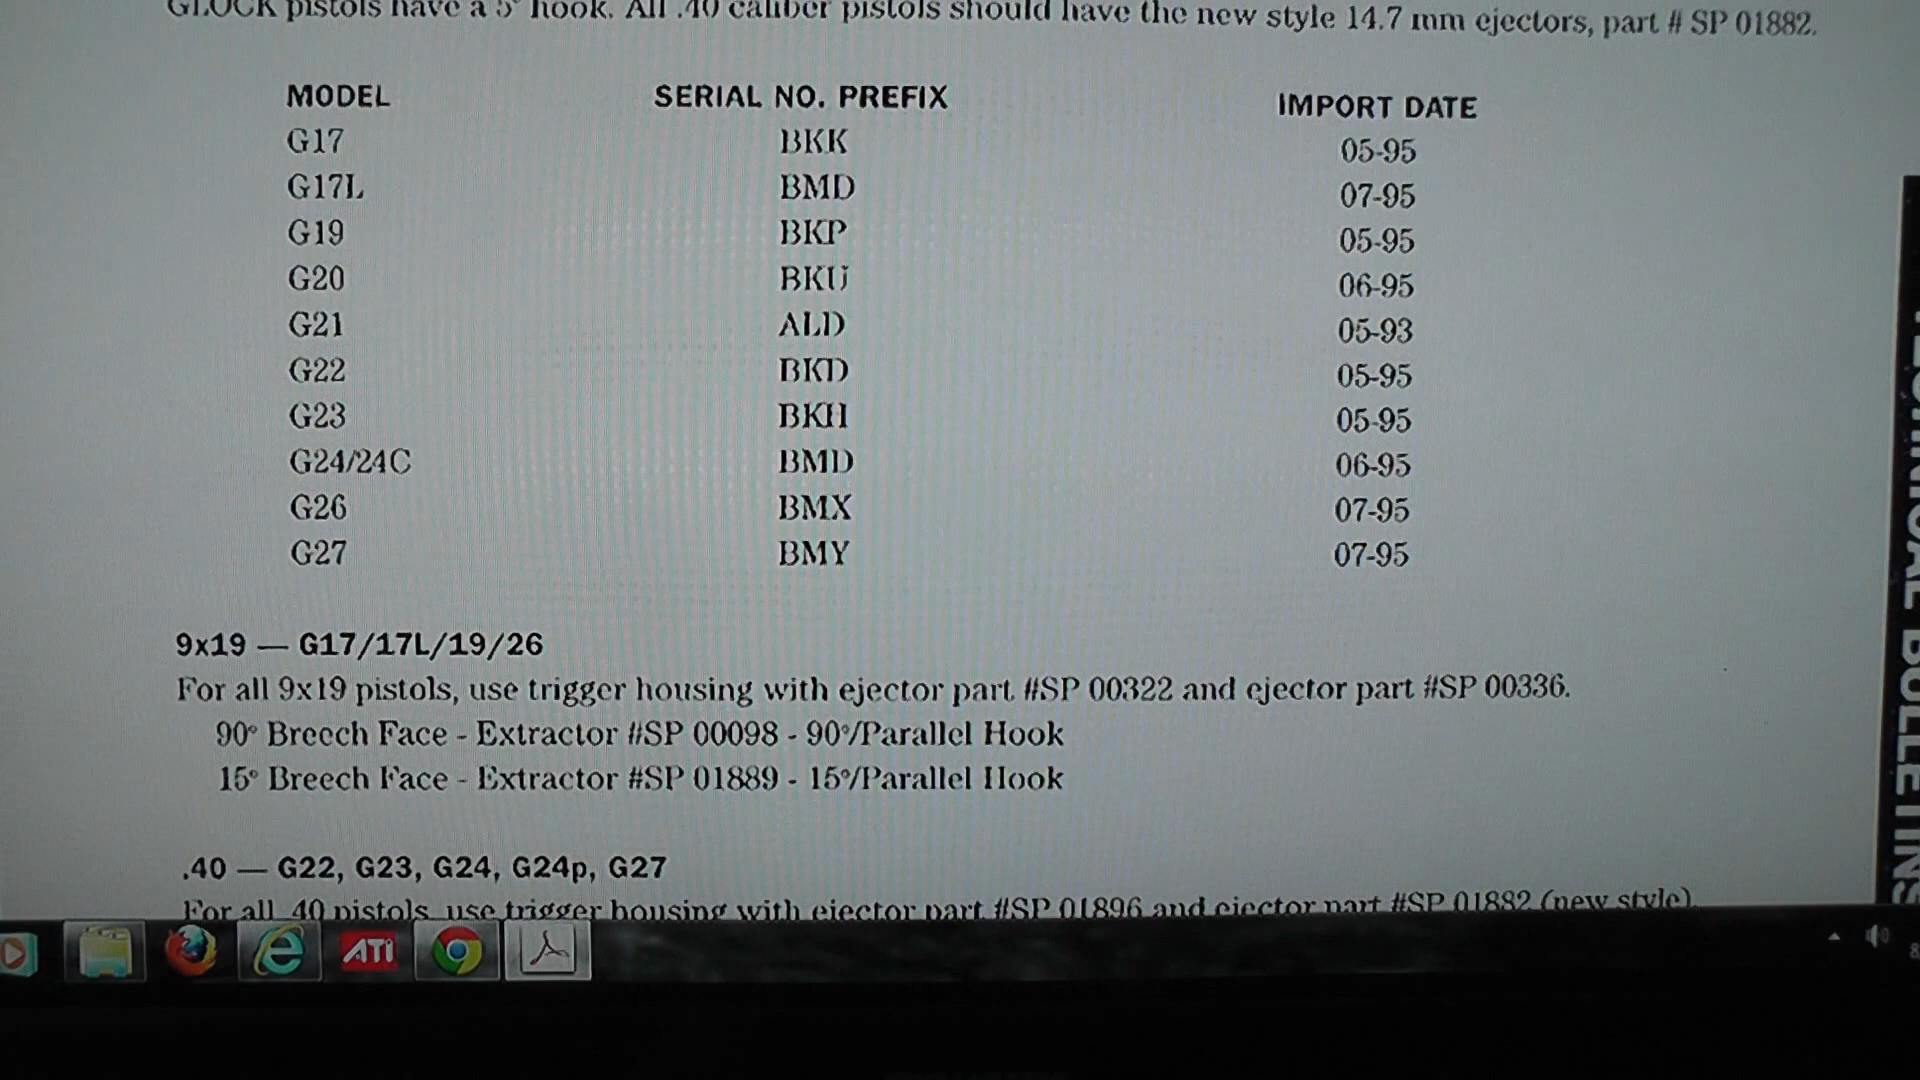 GLOCK pistols have a 5° hook. All .40 caliber pistols should have the new style 14.7 mm ejectors, part # SP 01882.
MODEL SERIAL NO. PREFIX IMPORT DATE
G17 BKK 05-95
G17L BMD 07-95
G19 BKP 05-95
G20 BKU 06-95
G21 ALD 05-93
G22 BKD 05-95
G23 BKH 05-95
G24/24C BMD 06-95
G26 BMX 07-95
G27 BMY 07-95
9x19 — G17/17L/19/26
For all 9x19 pistols, use trigger housing with ejector part #SP 00322 and ejector part #SP 00336.
90° Breech Face - Extractor #SP 00098 - 90°/Parallel Hook
15° Breech Face - Extractor #SP 01889 - 15°/Parallel Hook
.40 — G22, G23, G24, G24p, G27
For all .40 pistols, use trigger housing with ejector part #SP 01896 and ejector part #SP 01882 (new style)
TECHNICAL BULLETINS
ATI
8